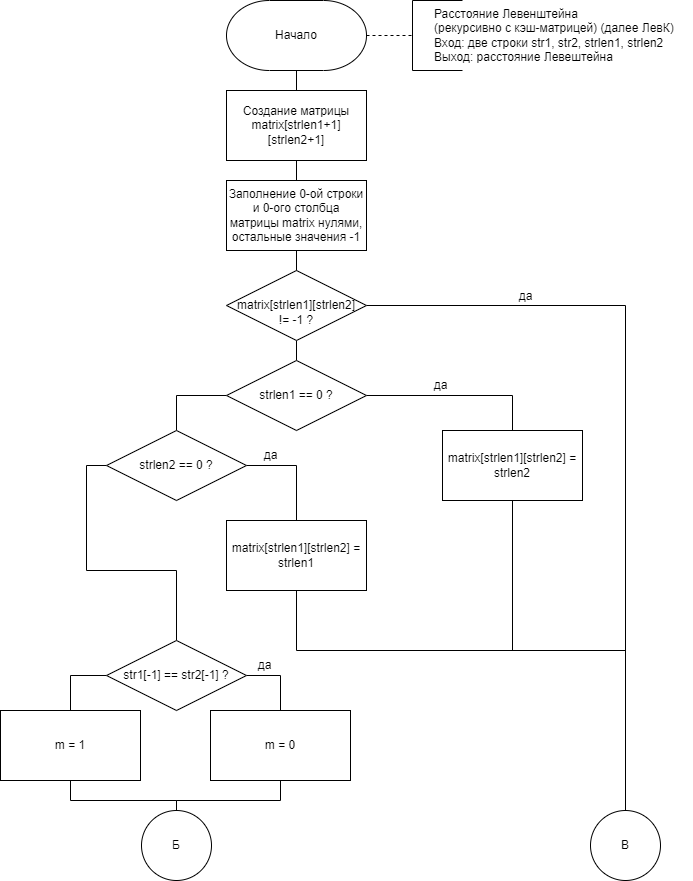 Начало
Расстояние Левенштейна
(рекурсивно с кэш-матрицей) (далее ЛевК)
Вход: две строки str1, str2, strlen1, strlen2
Выход: расстояние Левештейна
Создание матрицы
matrix[strlen1+1]
[strlen2+1]
Заполнение 0-ой строки
и 0-ого столбца
матрицы matrix нулями,
остальные значения -1
matrix[strlen1][strlen2]
!= -1 ?
да
strlen1 == 0 ?
да
matrix[strlen1][strlen2] =
strlen2
strlen2 == 0 ?
да
matrix[strlen1][strlen2] =
strlen1
str1[-1] == str2[-1] ?
да
m = 1
m = 0
Б
В